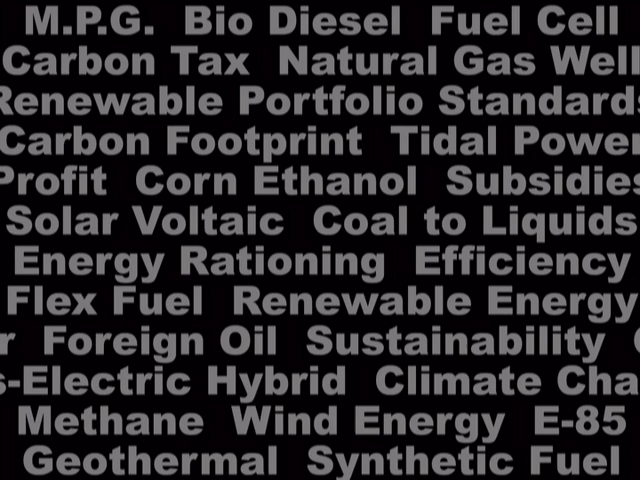 M.P.G. Bio Diesel Fuel Cell
Carbon Tax Natural Gas Well
Renewable Portfolio Standards
Carbon Footprint Tidal Power
Profit Corn Ethanol Subsidies
Solar Voltaic Coal to Liquids
Energy Rationing Efficiency
Flex Fuel Renewable Energy
r Foreign Oil Sustainability
s-Electric Hybrid Climate Cha
Methane Wind Energy E-85
Geothermal Synthetic Fuel